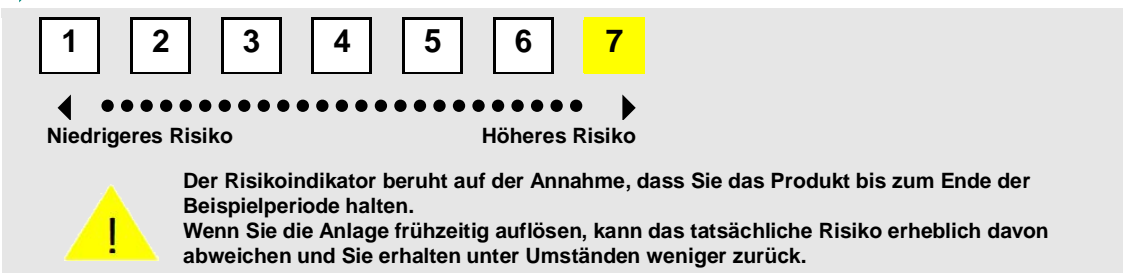 1 2 3 4 5 6 7
Niedrigeres Risiko Höheres Risiko
Der Risikoindikator beruht auf der Annahme, dass Sie das Produkt bis zum Ende der
Beispielperiode halten.
! Wenn Sie die Anlage frühzeitig auflösen, kann das tatsächliche Risiko erheblich davon
abweichen und Sie erhalten unter Umständen weniger zurück.